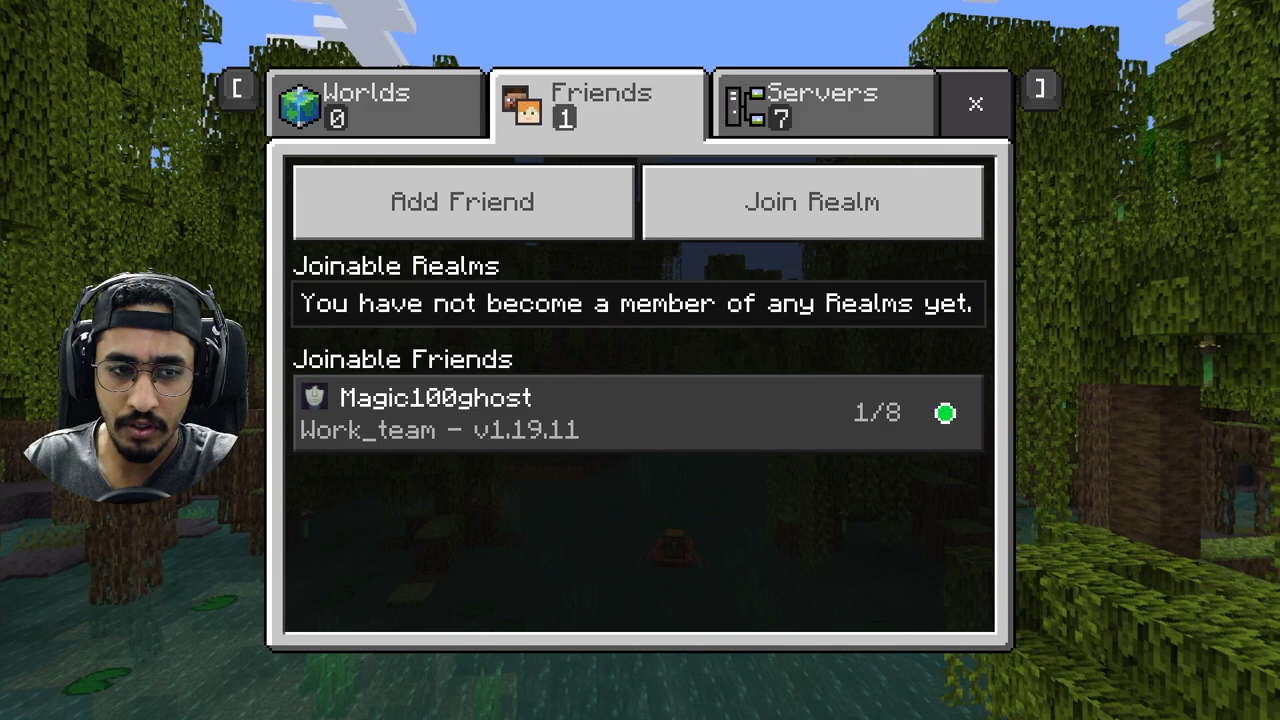 [
Worlds
0
Friends
1
Servers
7
]
Add Friend
Join Realm
Joinable Realms
You have not become a member of any Realms yet.
Joinable Friends
Magic100ghost
1/8
Work_team - v1.19.11